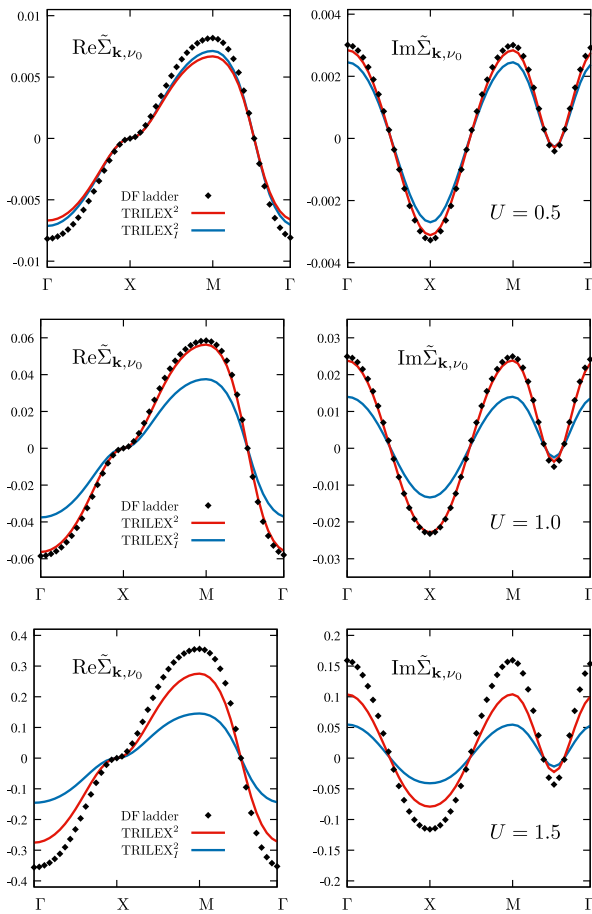 0.01
0.005
0
-0.005
-0.01
ReΣ̃ₖ,ν₀
DF ladder
TRILEX²
TRILEX²_I
Γ X M Γ
0.004
0.002
0
-0.002
-0.004
ImΣ̃ₖ,ν₀
U = 0.5
Γ X M Γ
0.06
0.04
0.02
0
-0.02
-0.04
-0.06
ReΣ̃ₖ,ν₀
DF ladder
TRILEX²
TRILEX²_I
Γ X M Γ
0.03
0.02
0.01
0
-0.01
-0.02
-0.03
ImΣ̃ₖ,ν₀
U = 1.0
Γ X M Γ
0.4
0.3
0.2
0.1
0
-0.1
-0.2
-0.3
-0.4
ReΣ̃ₖ,ν₀
DF ladder
TRILEX²
TRILEX²_I
Γ X M Γ
0.2
0.15
0.1
0.05
0
-0.05
-0.1
-0.15
-0.2
ImΣ̃ₖ,ν₀
U = 1.5
Γ X M Γ